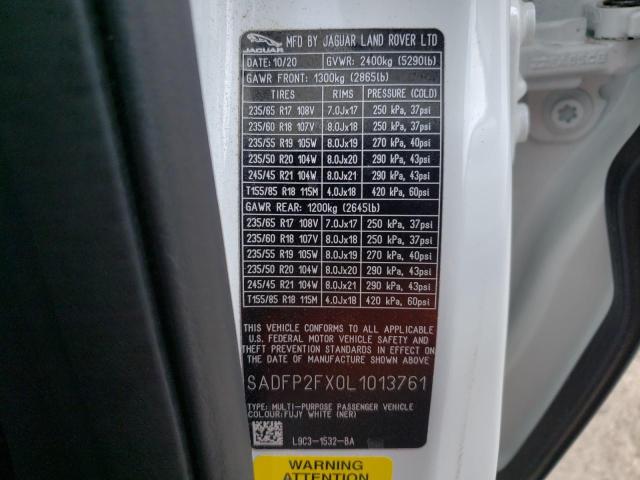 JAGUAR
MFD BY JAGUAR LAND ROVER LTD
DATE: 10/20 GVWR: 2400kg (5290lb)
GAWR FRONT: 1300kg (2865lb)
TIRES RIMS PRESSURE (COLD)
235/65 R17 108V 7.0Jx17 250 kPa, 37psi
235/60 R18 107V 8.0Jx18 250 kPa, 37psi
235/55 R19 105W 8.0Jx19 270 kPa, 40psi
235/50 R20 104W 8.0Jx20 290 kPa, 43psi
245/45 R21 104W 8.0Jx21 290 kPa, 43psi
T155/85 R18 115M 4.0Jx18 420 kPa, 60psi
GAWR REAR: 1200kg (2645lb)
235/65 R17 108V 7.0Jx17 250 kPa, 37psi
235/60 R18 107V 8.0Jx18 250 kPa, 37psi
235/55 R19 105W 8.0Jx19 270 kPa, 40psi
235/50 R20 104W 8.0Jx20 290 kPa, 43psi
245/45 R21 104W 8.0Jx21 290 kPa, 43psi
T155/85 R18 115M 4.0Jx18 420 kPa, 60psi
THIS VEHICLE CONFORMS TO ALL APPLICABLE
U.S. FEDERAL MOTOR VEHICLE SAFETY, BUMPER
AND THEFT PREVENTION STANDARDS IN EFFECT ON
THE DATE OF MANUFACTURE SHOWN ABOVE
SADFP2FX0L1013761
TYPE: MULTI-PURPOSE PASSENGER VEHICLE
COLOUR: FUJY WHITE (NER)
L9C3-1532-BA
WARNING
ATTENTION